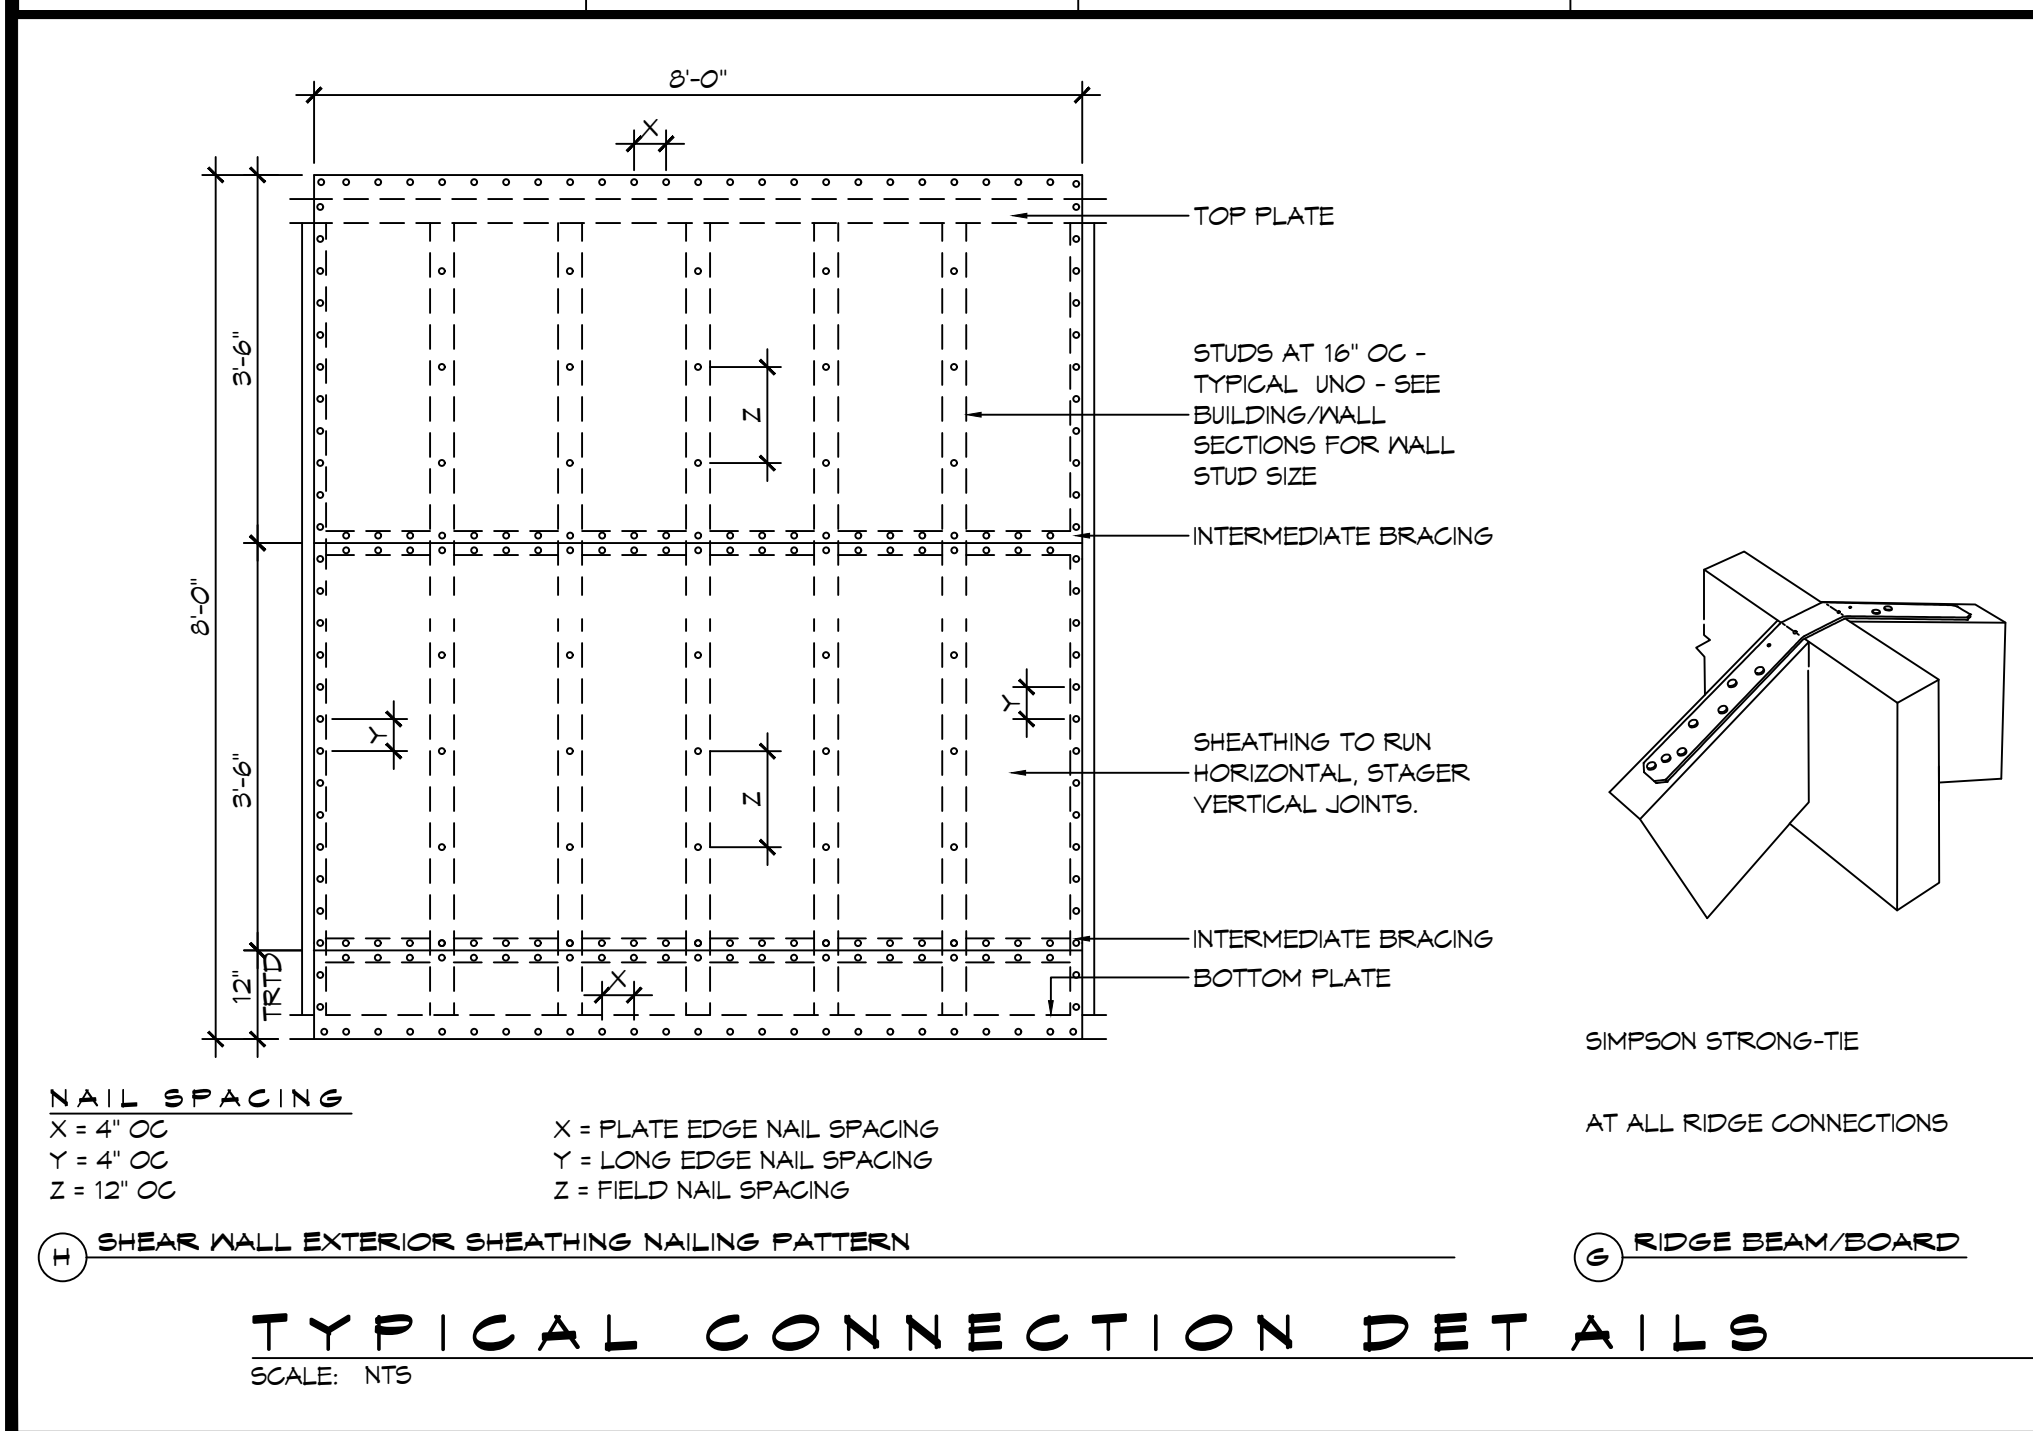 8'-0"
X
TOP PLATE
3'-6"
STUDS AT 16" OC -
TYPICAL UNO - SEE
BUILDING/WALL
SECTIONS FOR WALL
STUD SIZE
Z
INTERMEDIATE BRACING
8'-0"
Y
Y
SHEATHING TO RUN
HORIZONTAL, STAGER
VERTICAL JOINTS.
3'-6"
Z
INTERMEDIATE BRACING
BOTTOM PLATE
12"
TRTD
X
SIMPSON STRONG-TIE
AT ALL RIDGE CONNECTIONS
NAIL SPACING
X = 4" OC
Y = 4" OC
Z = 12" OC
X = PLATE EDGE NAIL SPACING
Y = LONG EDGE NAIL SPACING
Z = FIELD NAIL SPACING
H SHEAR WALL EXTERIOR SHEATHING NAILING PATTERN
G RIDGE BEAM/BOARD
TYPICAL CONNECTION DETAILS
SCALE: NTS